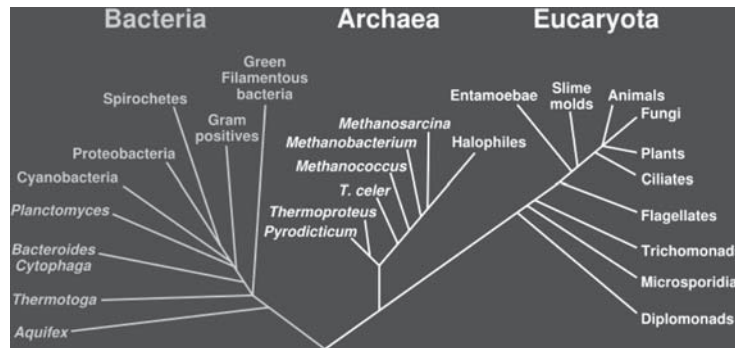 Bacteria
Archaea
Eucaryota
Green
Filamentous
bacteria
Spirochetes
Gram
positives
Proteobacteria
Cyanobacteria
Planctomyces
Bacteroides
Cytophaga
Thermotoga
Aquifex
Methanosarcina
Methanobacterium
Halophiles
Methanococcus
T. celer
Thermoproteus
Pyrodicticum
Entamoebae
Slime
molds
Animals
Fungi
Plants
Ciliates
Flagellates
Trichomonad
Microsporidia
Diplomonads